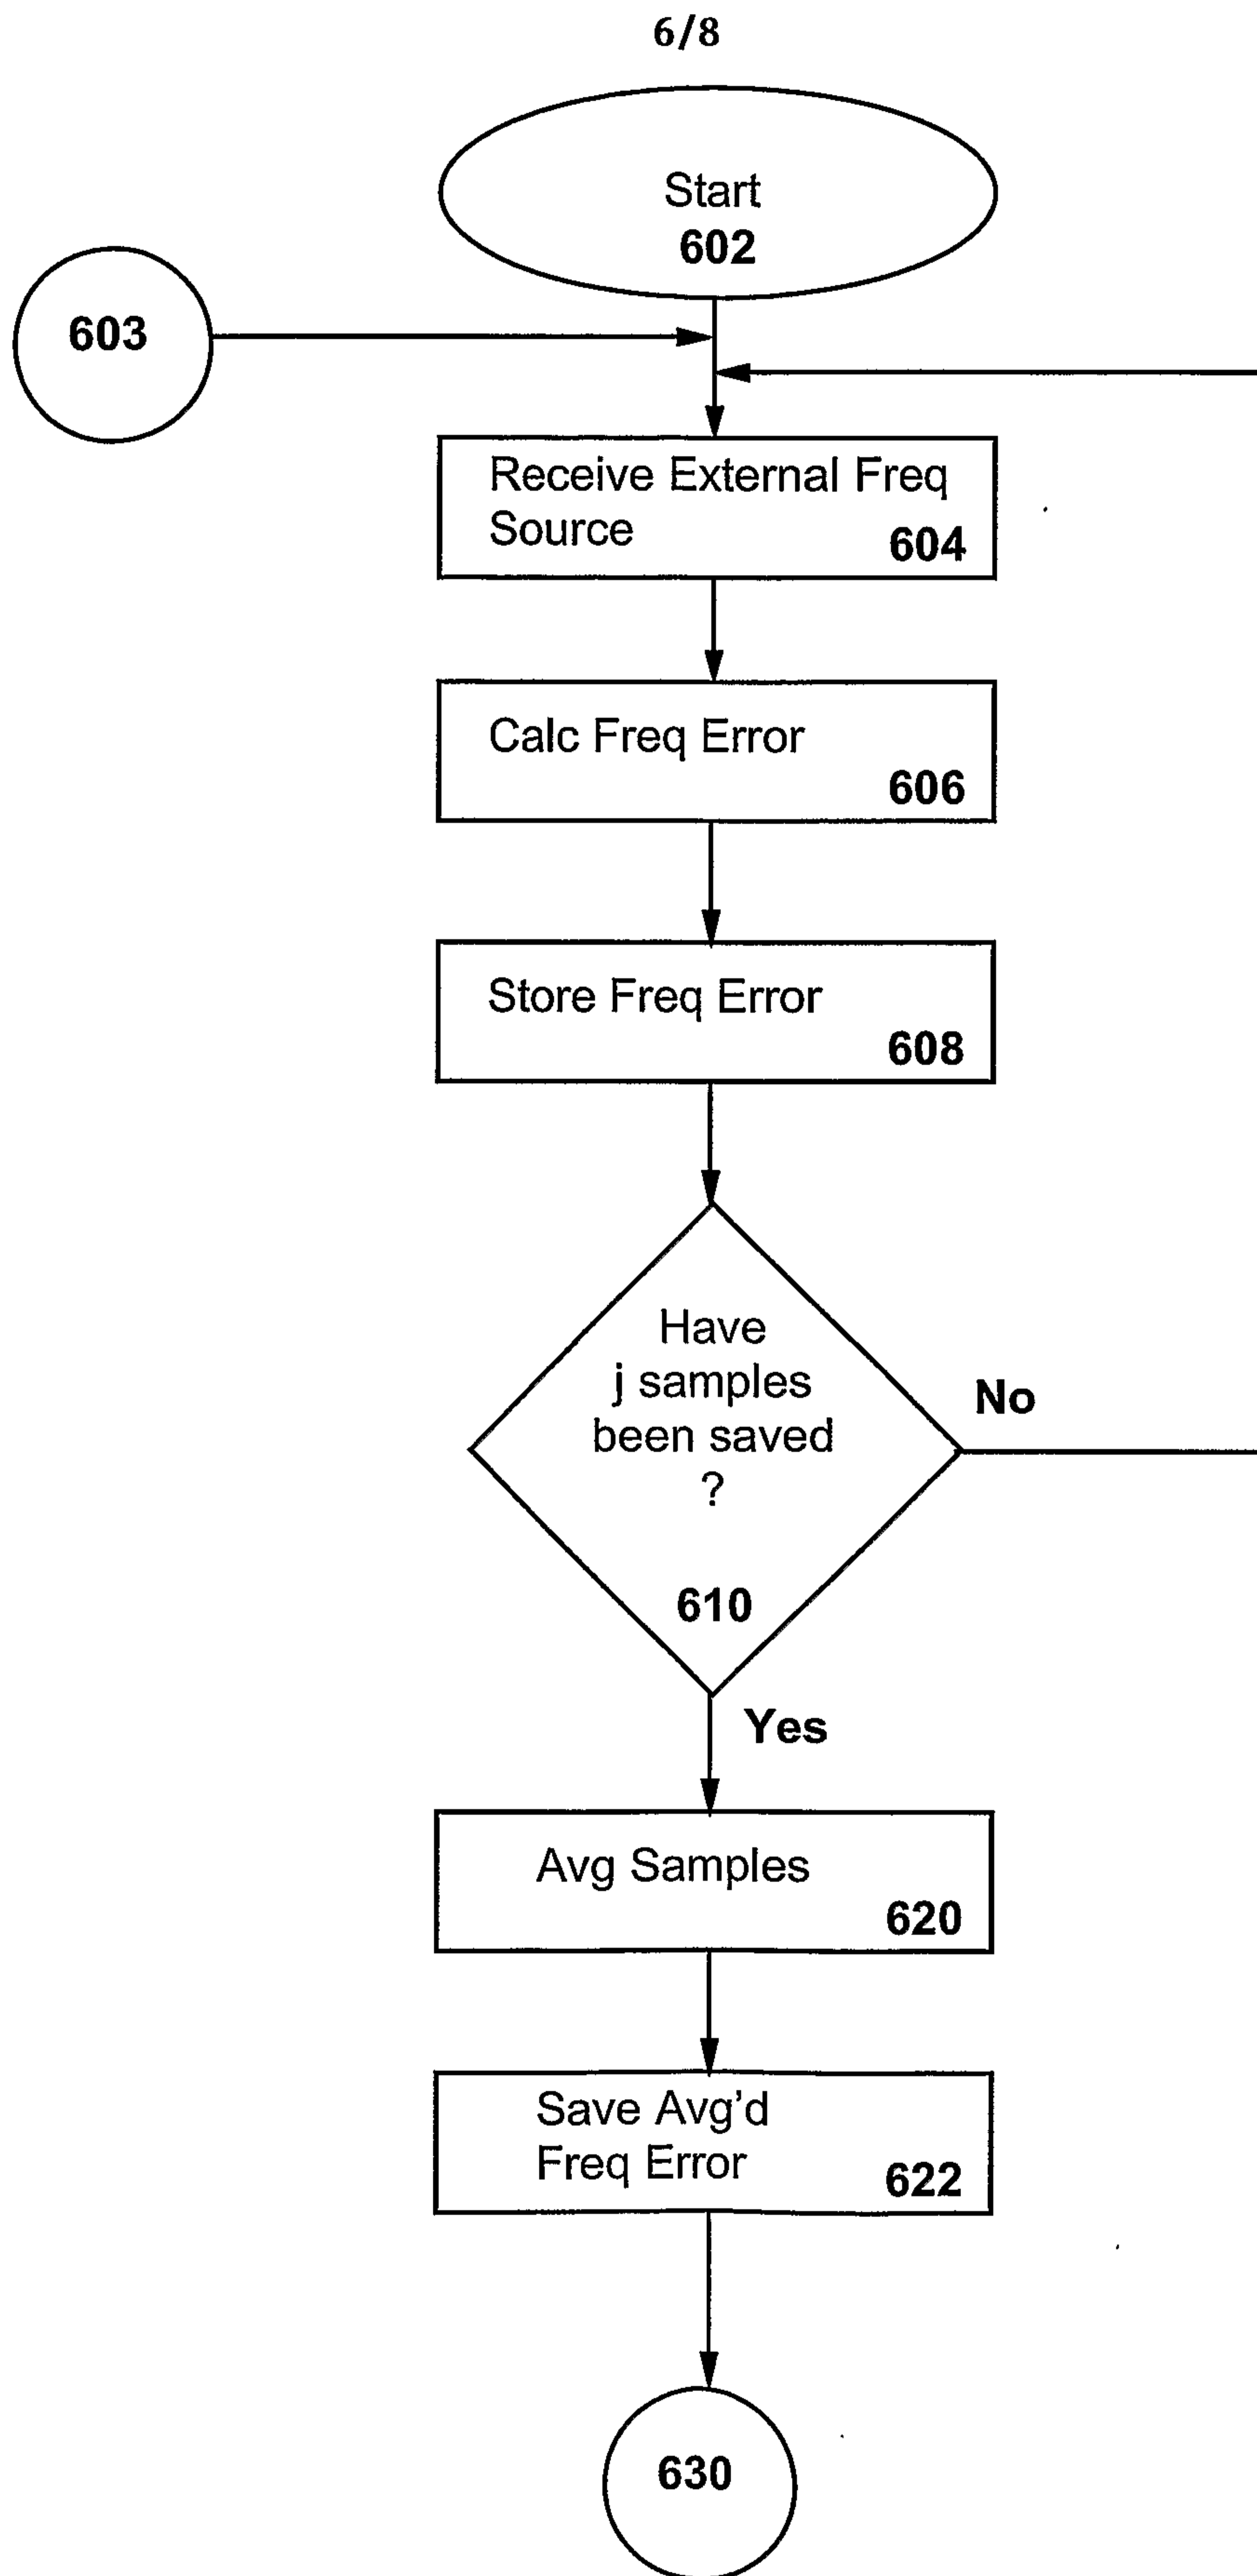 6/8
Start
602
603
Receive External Freq
Source
604
Calc Freq Error
606
Store Freq Error
608
Have
j samples
been saved
?
610
No
Yes
Avg Samples
620
Save Avg'd
Freq Error
622
630